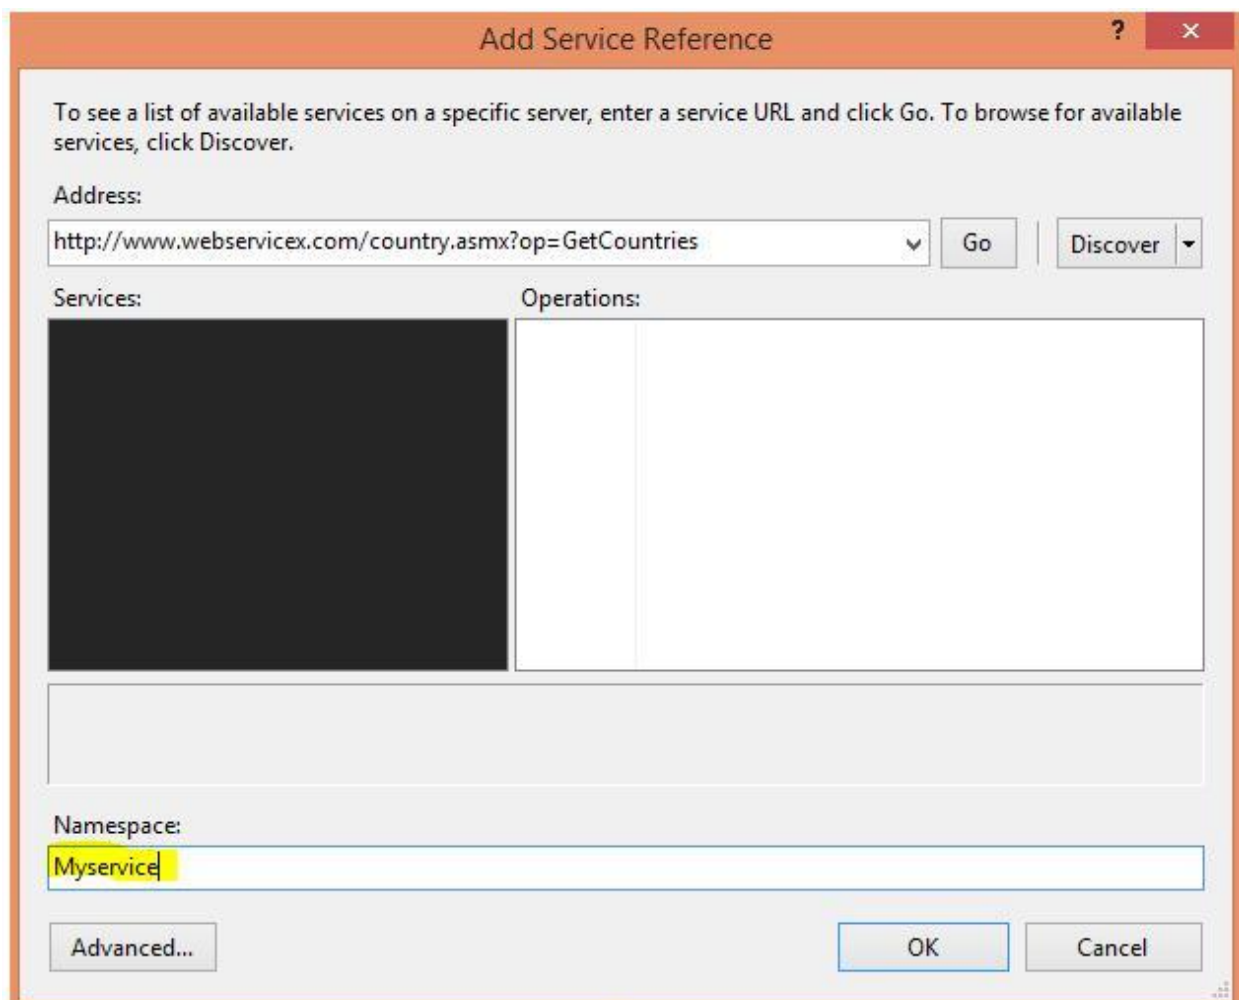 Add Service Reference
?
To see a list of available services on a specific server, enter a service URL and click Go. To browse for available
services, click Discover.
Address:
http://www.webservicex.com/country.asmx?op=GetCountries
Go
Discover
Services:
Operations:
Namespace:
Myservice
Advanced...
OK
Cancel